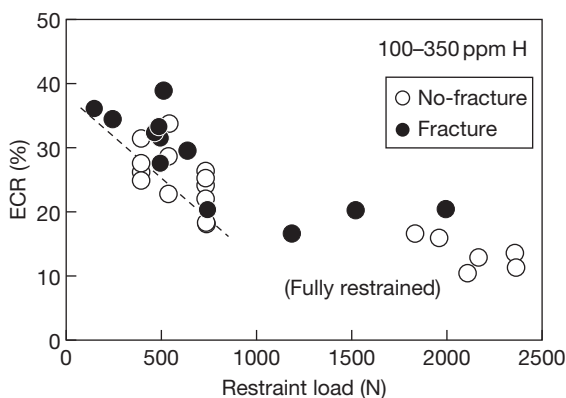 50
40
30
20
10
0
ECR (%)
100–350 ppm H
No-fracture
Fracture
(Fully restrained)
0 500 1000 1500 2000 2500
Restraint load (N)